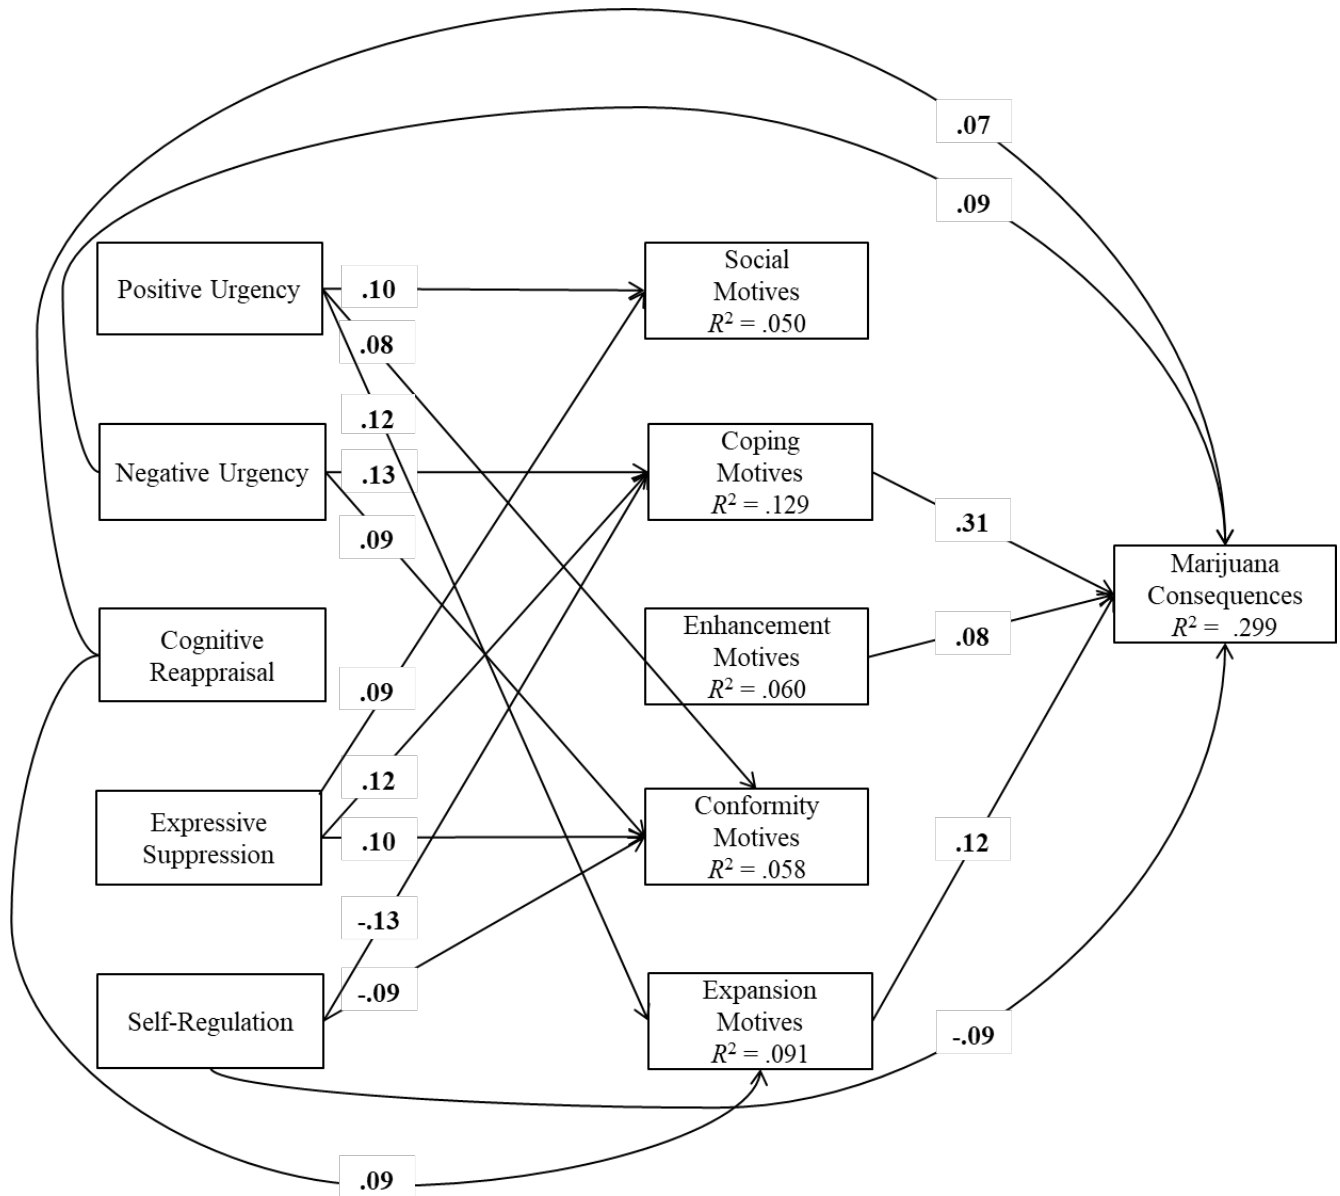 .07
.09
Positive Urgency
.10
Social
Motives
R² = .050
.08
.12
Negative Urgency
.13
Coping
Motives
R² = .129
.09
.31
Marijuana
Consequences
R² = .299
Cognitive
Reappraisal
Enhancement
Motives
R² = .060
.08
.09
.12
Expressive
Suppression
.10
Conformity
Motives
R² = .058
.12
-.13
Self-Regulation
-.09
Expansion
Motives
R² = .091
-.09
.09